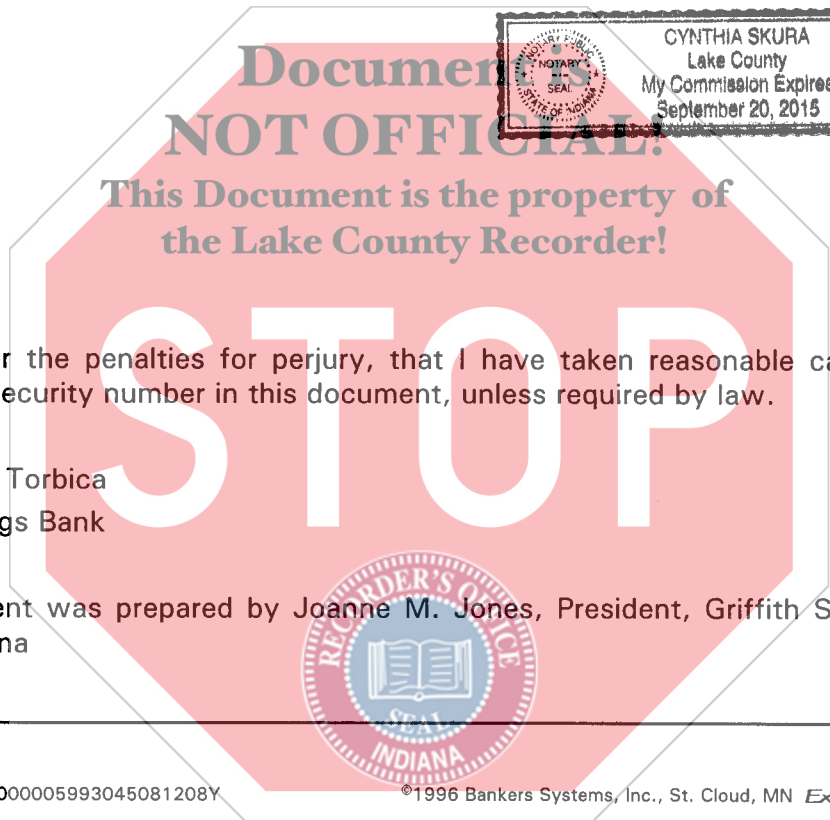 CYNTHIA SKURA
Lake County
My Commission Expires
September 20, 2015
NOTARY PUBLIC
NOTARY
SEAL
STATE OF INDIANA
Document is
NOT OFFICIAL!
This Document is the property of
the Lake County Recorder!
STOP
r the penalties for perjury, that I have taken reasonable ca
ecurity number in this document, unless required by law.
Torbica
gs Bank
ent was prepared by Joanne M. Jones, President, Griffith S
na
RECORDER'S OFFICE
SEAL
INDIANA
000005993045081208Y
©1996 Bankers Systems, Inc., St. Cloud, MN Ex